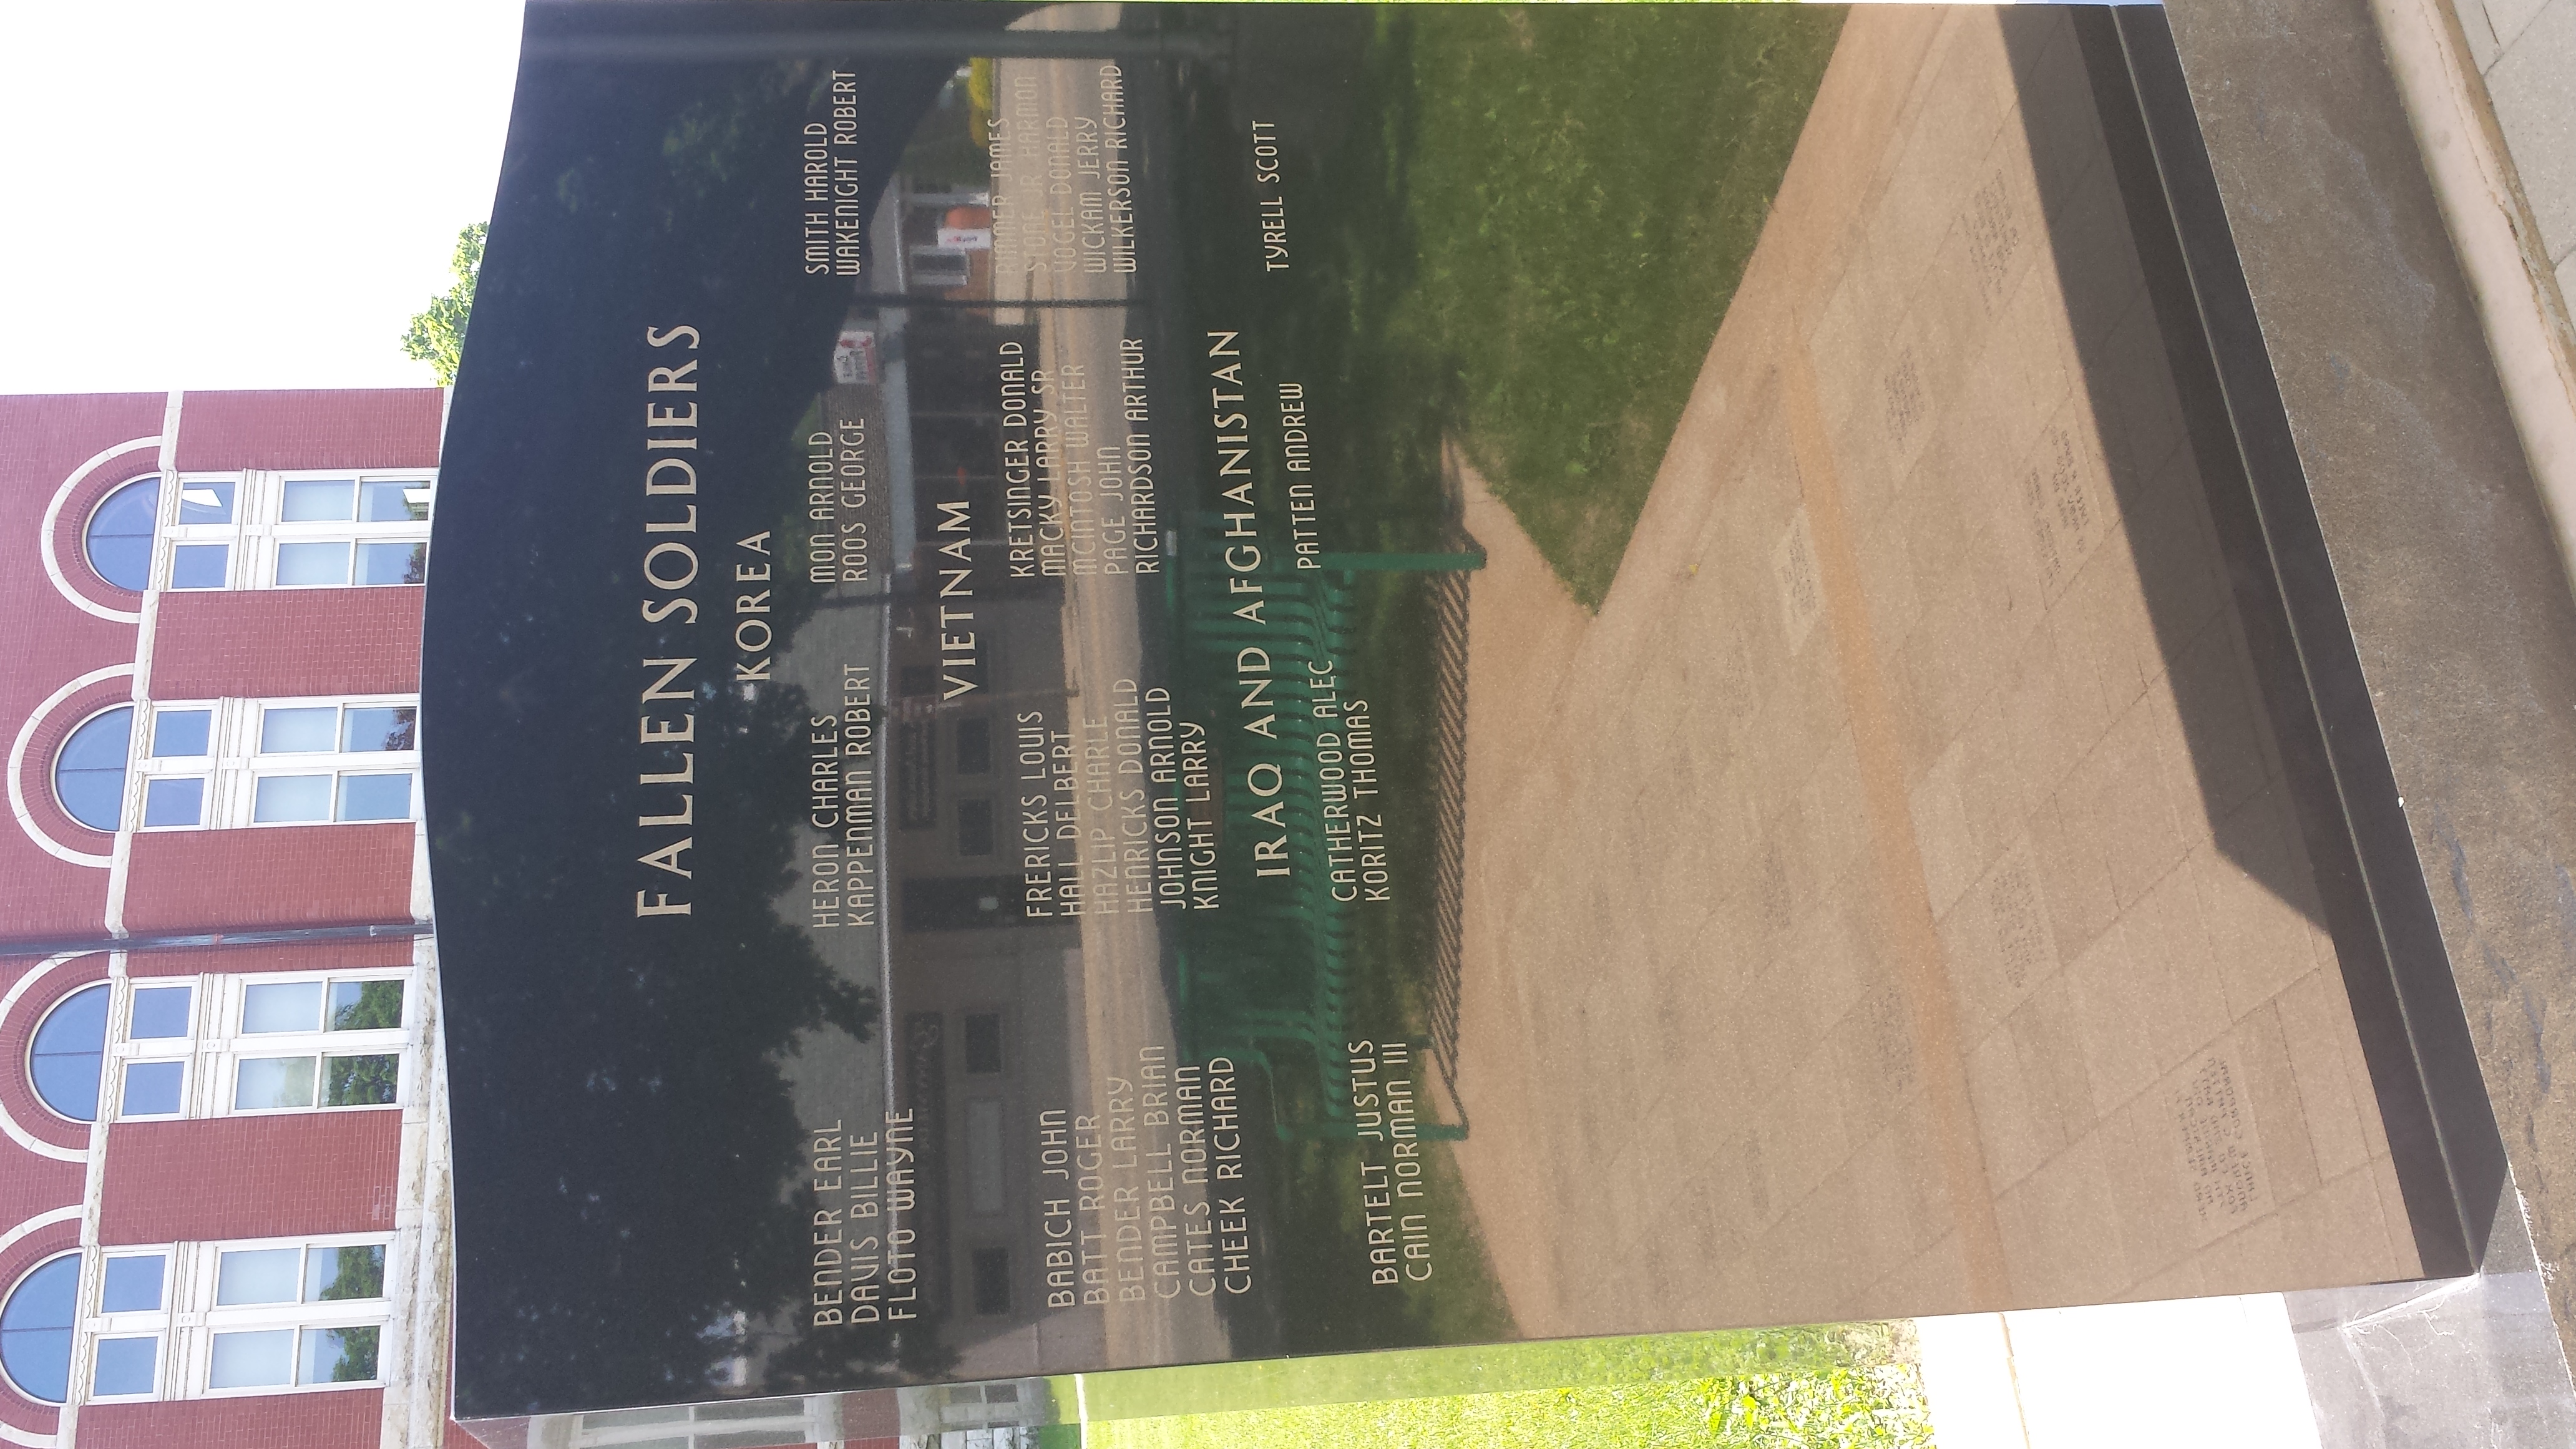 FALLEN SOLDIERS
KOREA
BENDER EARL
DAVIS BILLIE
FLOTO WAYNE
HERON CHARLES
KAPPENMAN ROBERT
MON ARNOLD
ROOS GEORGE
SMITH HAROLD
WAKENIGHT ROBERT
VIETNAM
BABICH JOHN
BATT ROGER
BENDER LARRY
CAMPBELL BRIAN
CATES NORMAN
CHEEK RICHARD
FRERICKS LOUIS
HALL DELBERT
HAZLIP CHARLE
HENRICKS DONALD
JOHNSON ARNOLD
KNIGHT LARRY
KRETSINGER DONALD
MACKY LARRY SR
MCINTOSH WALTER
PAGE JOHN
RICHARDSON ARTHUR
JAMES
JR HARMON
VOGEL DONALD
WICKAM JERRY
WILKERSON RICHARD
IRAQ AND AFGHANISTAN
BARTELT JUSTUS
CAIN NORMAN III
CATHERWOOD ALEC
KORITZ THOMAS
PATTEN ANDREW
TYRELL SCOTT